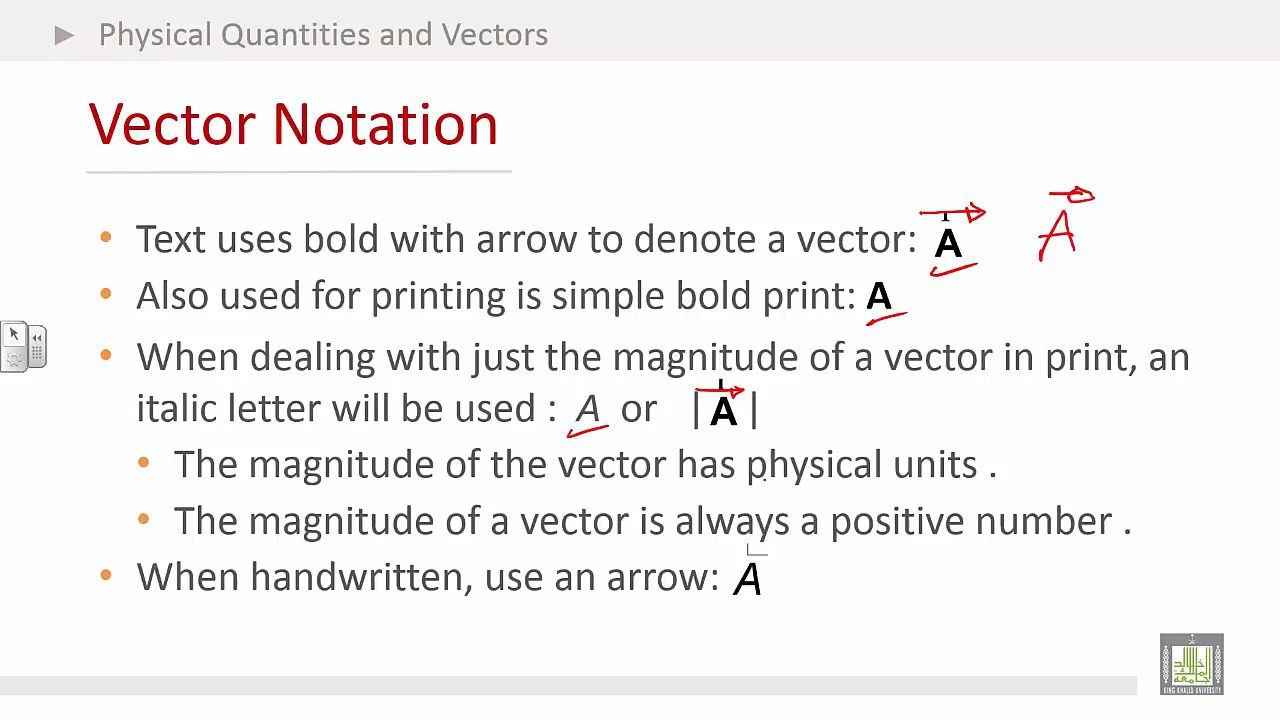 ► Physical Quantities and Vectors
Vector Notation
• Text uses bold with arrow to denote a vector: A A
• Also used for printing is simple bold print: A
• When dealing with just the magnitude of a vector in print, an
italic letter will be used : A or |A|
• The magnitude of the vector has physical units .
• The magnitude of a vector is always a positive number .
• When handwritten, use an arrow: A
KING KHALID UNIVERSITY